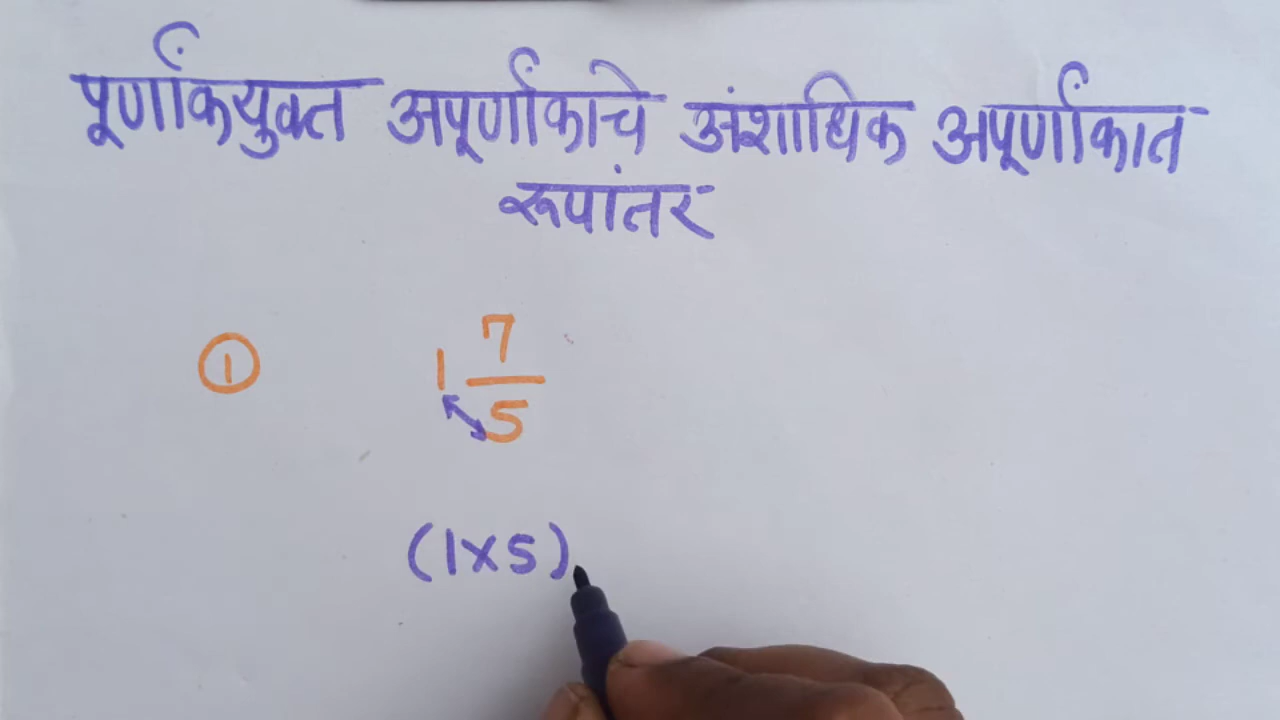 पूर्णांकयुक्त अपूर्णांकाचे अंशाधिक अपूर्णांकात
रूपांतर
① 1 7/5
(1×5)